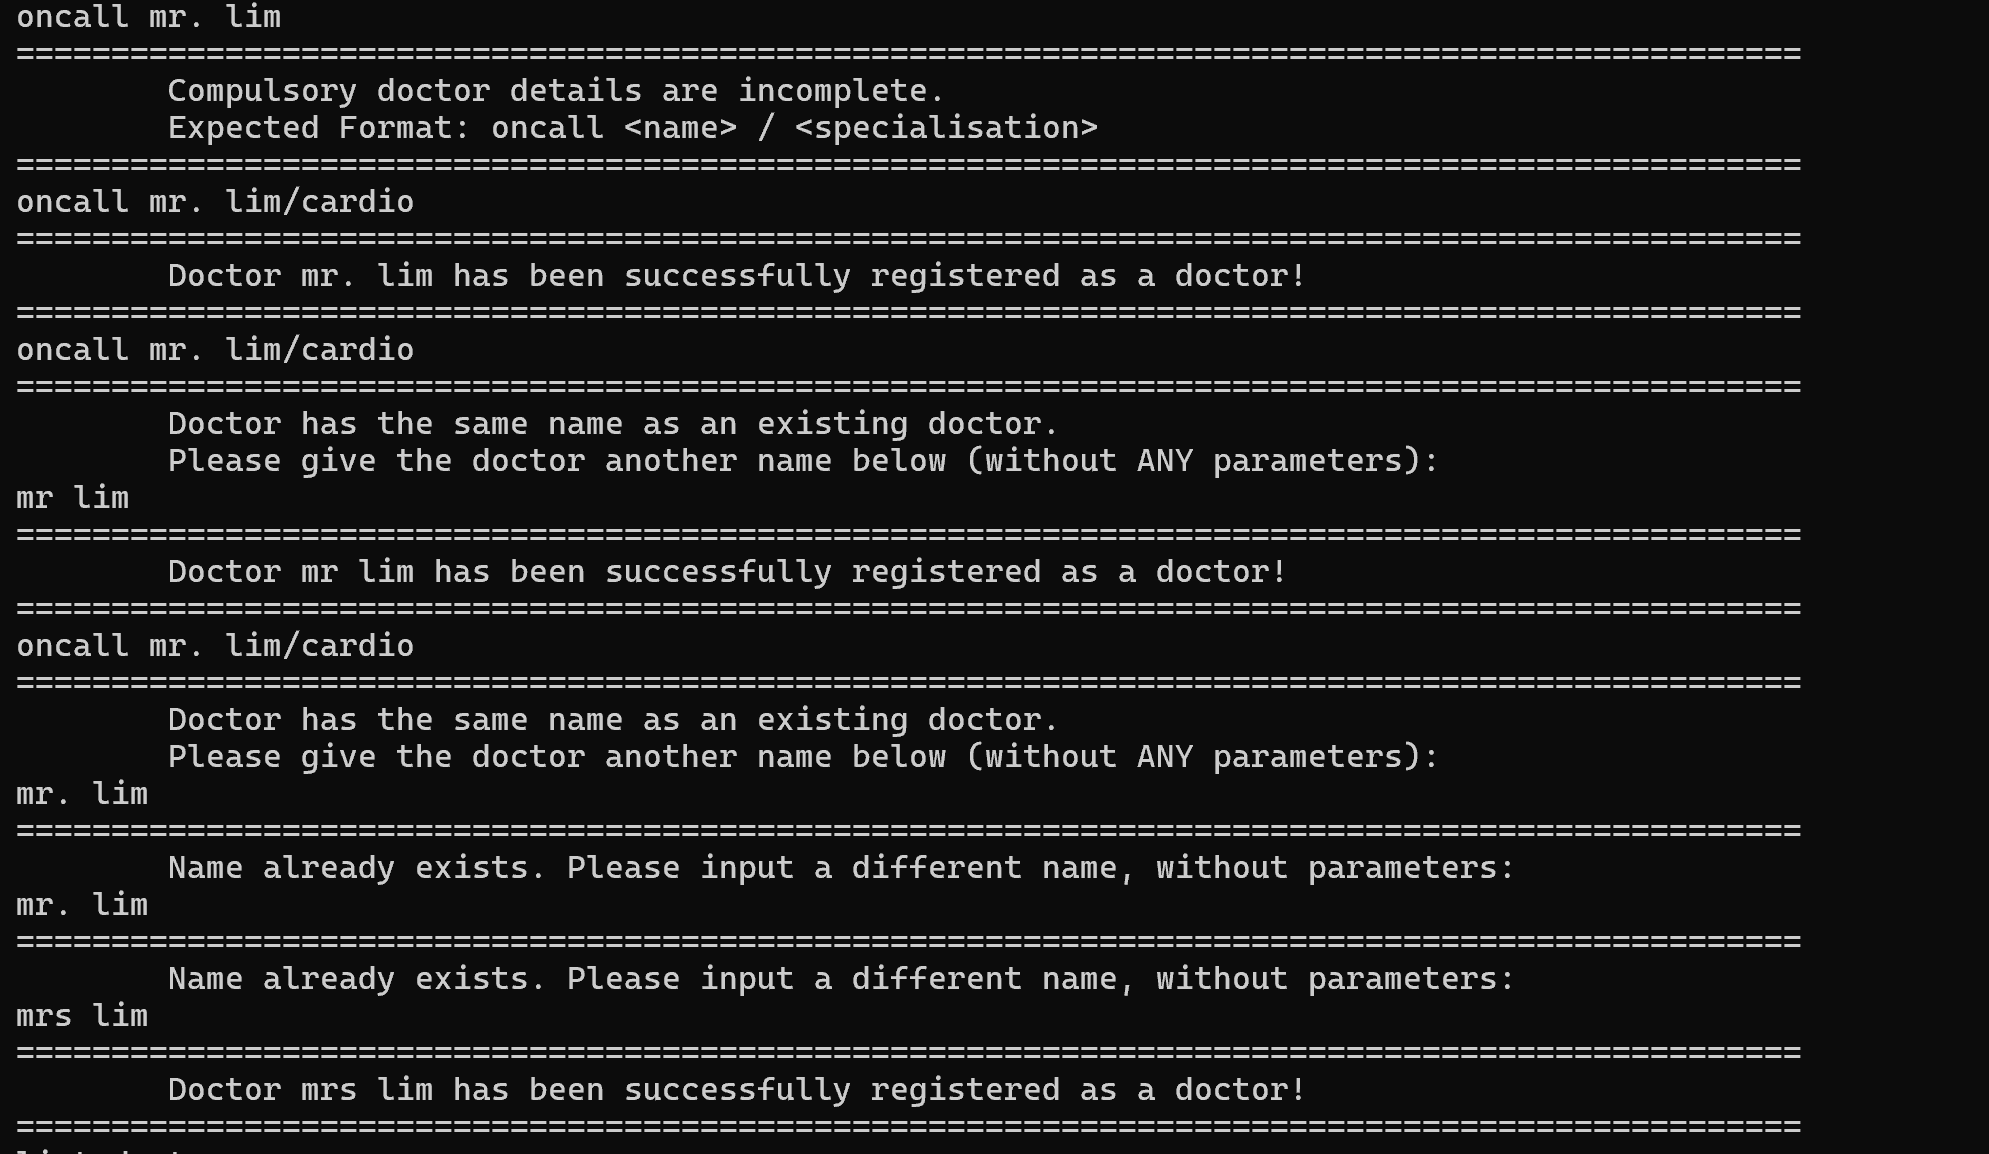 oncall mr. lim
==============================================================================================
Compulsory doctor details are incomplete.
Expected Format: oncall <name> / <specialisation>
==============================================================================================
oncall mr. lim/cardio
==============================================================================================
Doctor mr. lim has been successfully registered as a doctor!
==============================================================================================
oncall mr. lim/cardio
==============================================================================================
Doctor has the same name as an existing doctor.
Please give the doctor another name below (without ANY parameters):
mr lim
==============================================================================================
Doctor mr lim has been successfully registered as a doctor!
==============================================================================================
oncall mr. lim/cardio
==============================================================================================
Doctor has the same name as an existing doctor.
Please give the doctor another name below (without ANY parameters):
mr. lim
==============================================================================================
Name already exists. Please input a different name, without parameters:
mr. lim
==============================================================================================
Name already exists. Please input a different name, without parameters:
mrs lim
==============================================================================================
Doctor mrs lim has been successfully registered as a doctor!
==============================================================================================